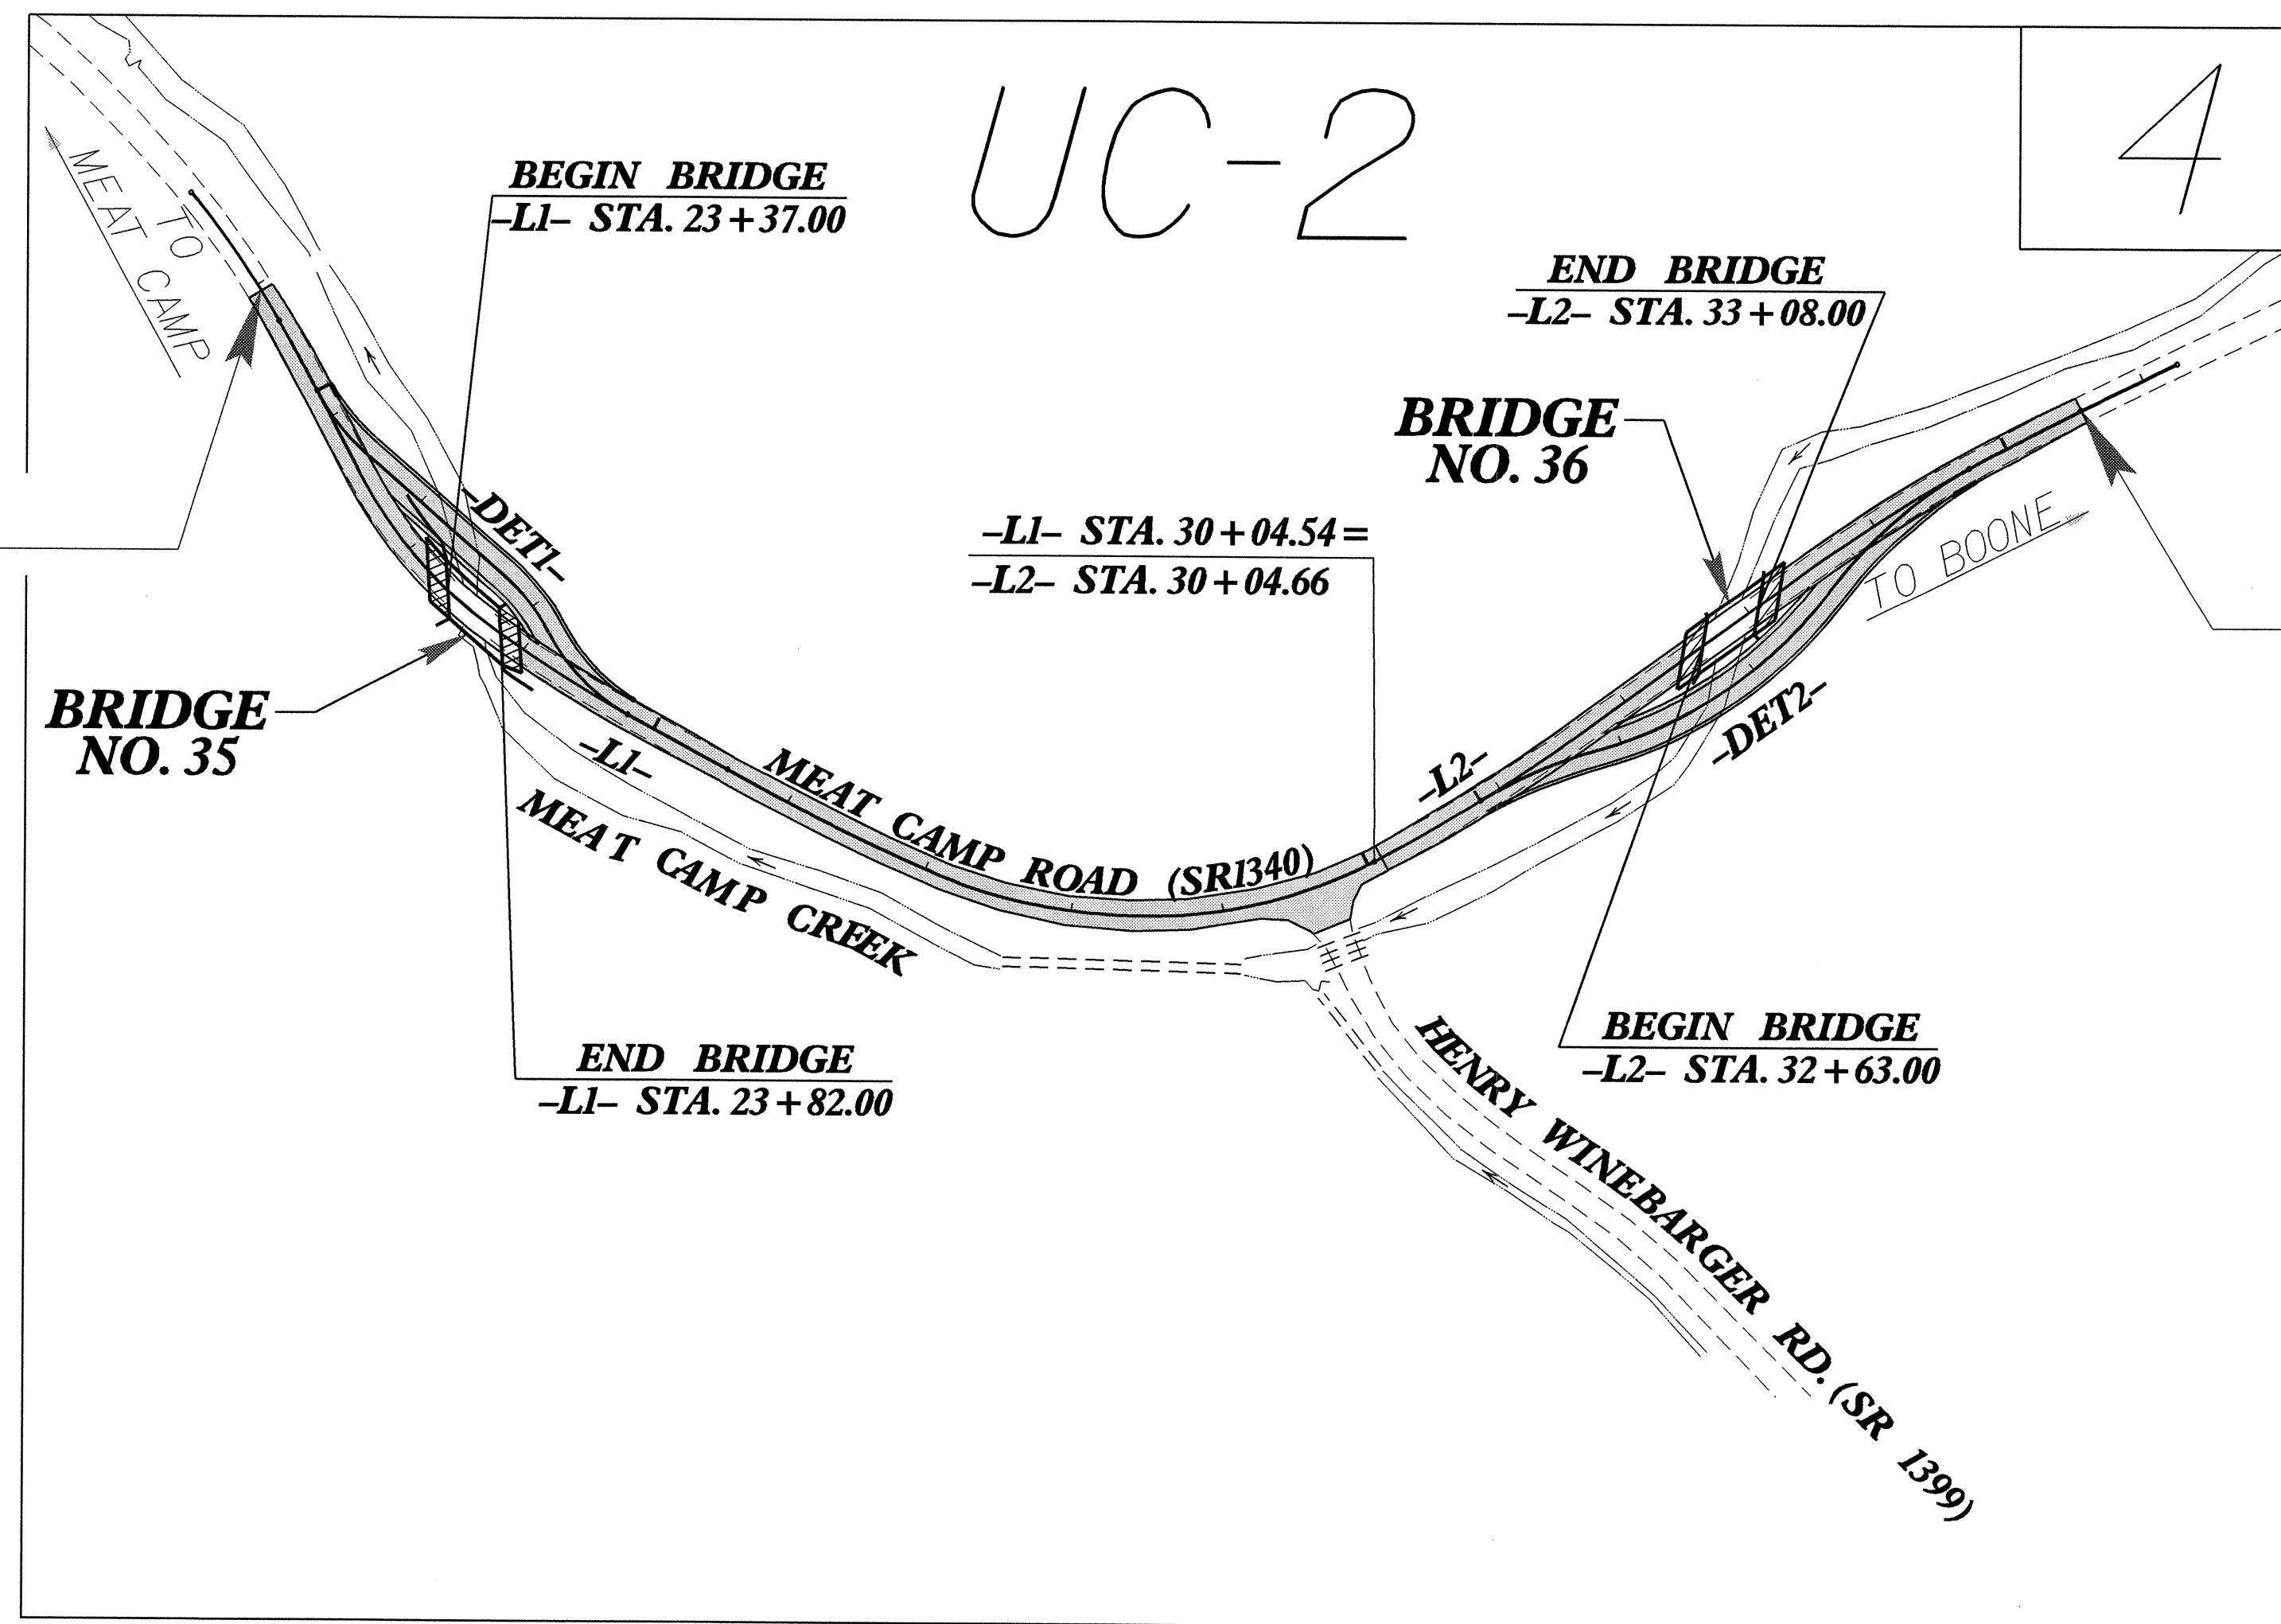 UC-2
4
BEGIN BRIDGE
-L1- STA. 23+37.00
TO
MEAT CAMP
END BRIDGE
-L2- STA. 33+08.00
BRIDGE
NO. 36
-DET1-
-L1- STA. 30+04.54=
-L2- STA. 30+04.66
TO BOONE
BRIDGE
NO. 35
-L1-
-L2-
-DET2-
MEAT CAMP ROAD (SR1340)
MEAT CAMP CREEK
END BRIDGE
-L1- STA. 23+82.00
BEGIN BRIDGE
-L2- STA. 32+63.00
HENRY WINEBARGER RD. (SR 1399)